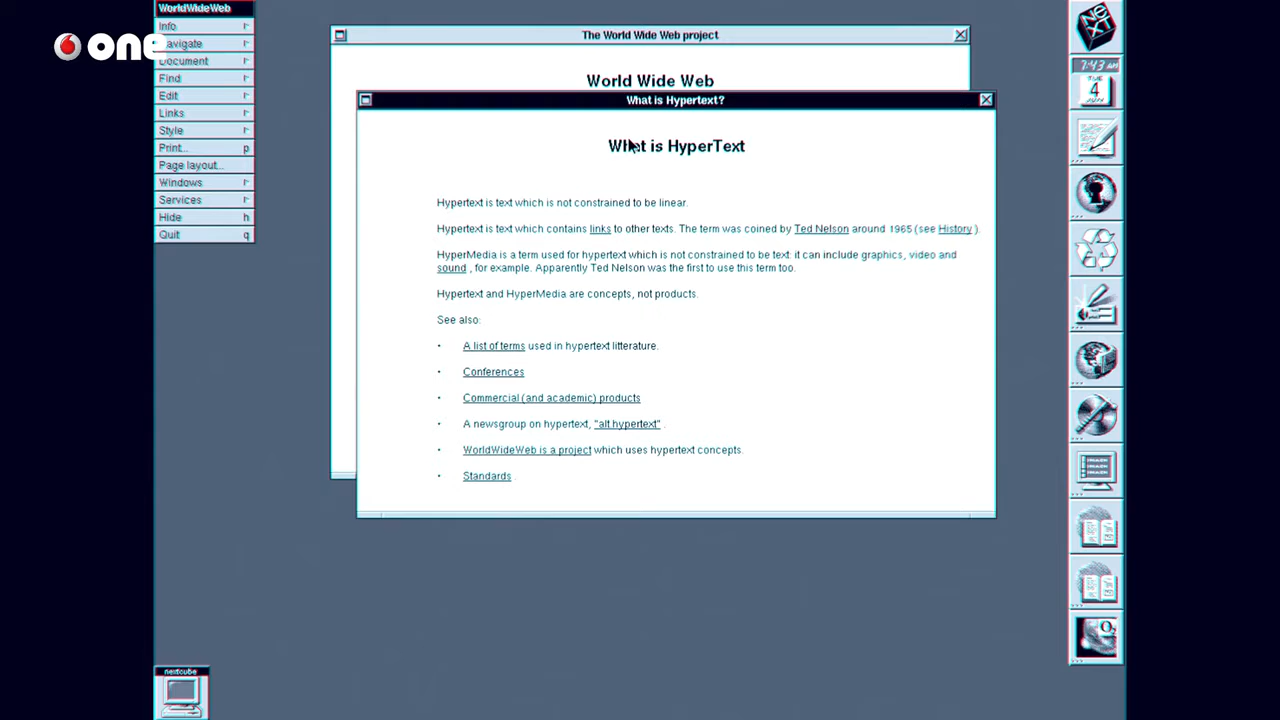 WorldWideWeb
Info
Navigate
Document
Find
Edit
Links
Style
Print... p
Page layout...
Windows
Services
Hide h
Quit q
one
The World Wide Web project
World Wide Web
What is Hypertext?
What is HyperText
Hypertext is text which is not constrained to be linear.
Hypertext is text which contains links to other texts. The term was coined by Ted Nelson around 1965 (see History ).
HyperMedia is a term used for hypertext which is not constrained to be text: it can include graphics, video and
sound , for example. Apparently Ted Nelson was the first to use this term too.
Hypertext and HyperMedia are concepts, not products.
See also:
• A list of terms used in hypertext litterature.
• Conferences
• Commercial (and academic) products
• A newsgroup on hypertext, "alt hypertext" .
• WorldWideWeb is a project which uses hypertext concepts.
• Standards .
NeXT
7:43 AM
TUE
4
JUN
nextcube